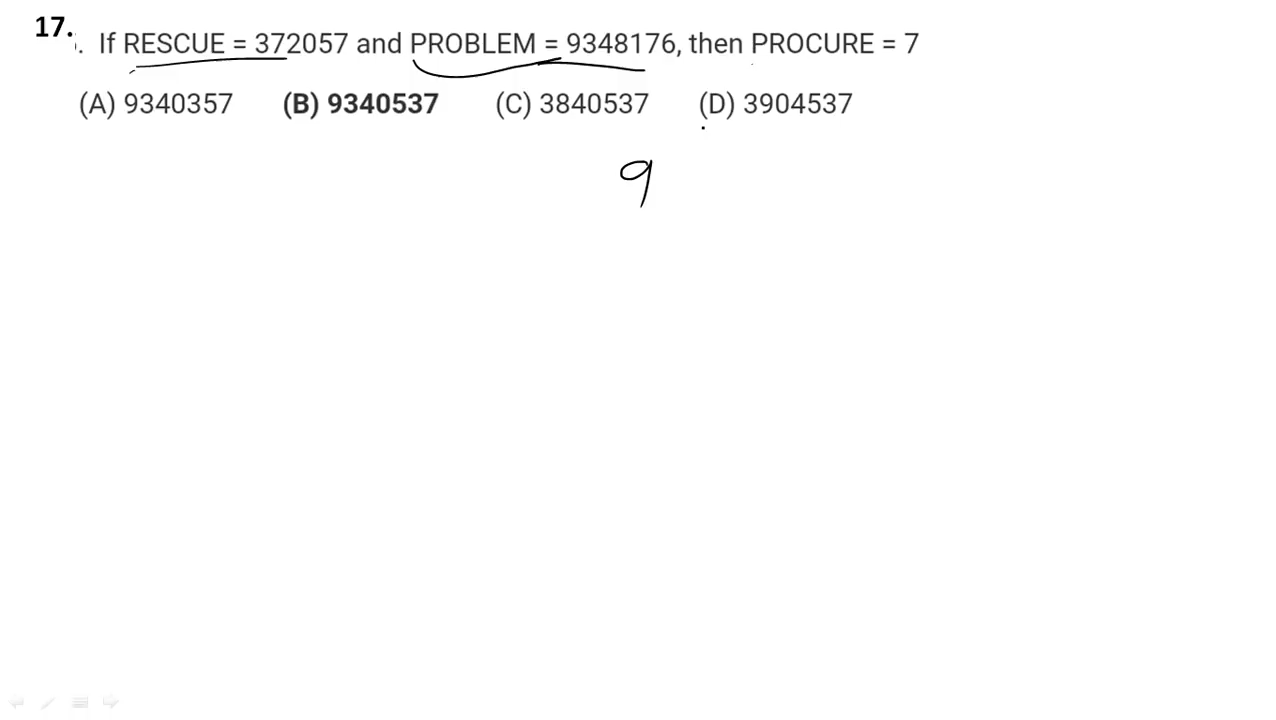 17.
. If RESCUE = 372057 and PROBLEM = 9348176, then PROCURE = 7
(A) 9340357 (B) 9340537 (C) 3840537 (D) 3904537
9